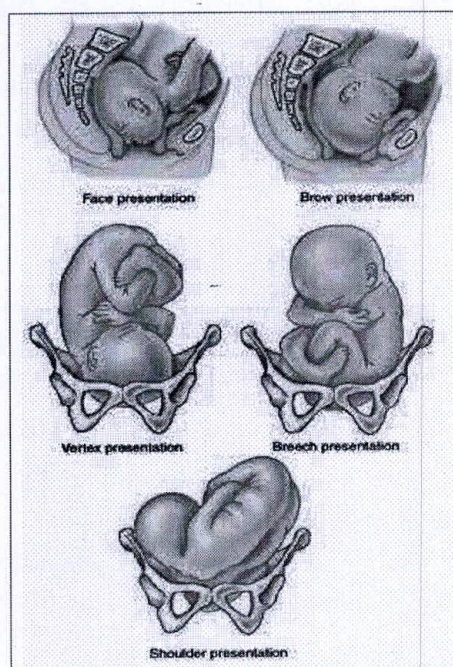 Face presentation
Brow presentation
Vertex presentation
Breech presentation
Shoulder presentation